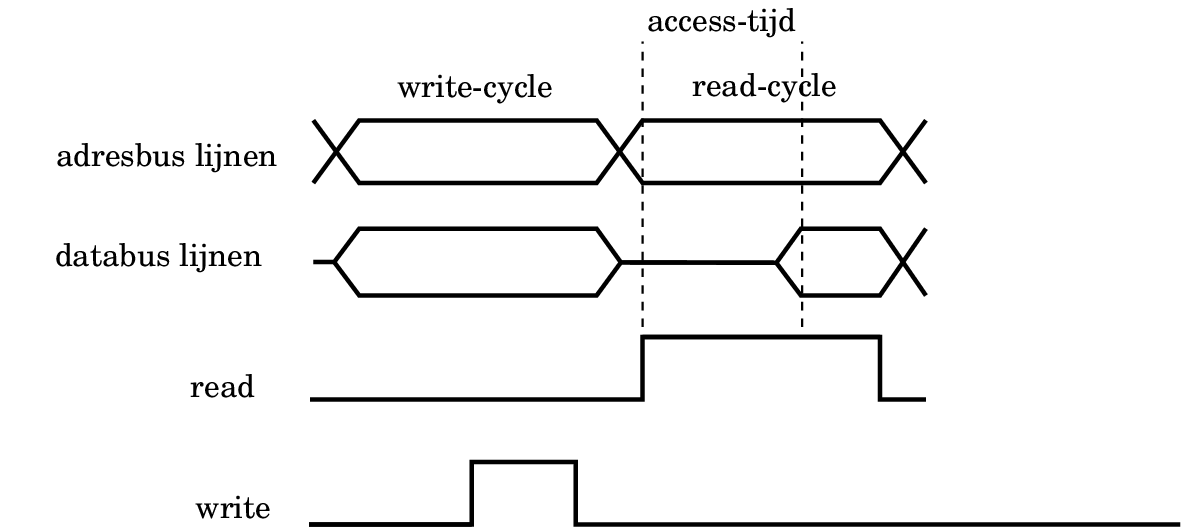 access-tijd
write-cycle read-cycle
adresbus lijnen
databus lijnen
read
write